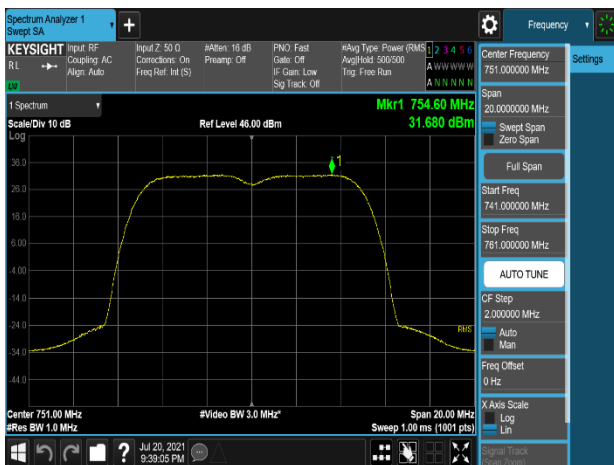 Spectrum Analyzer 1
Swept SA
+
Frequency
KEYSIGHT
RL
Input: RF
Coupling: AC
Align: Auto
Input Z: 50 Ω
Corrections: On
Freq Ref: Int (S)
#Atten: 16 dB
Preamp: Off
PNO: Fast
Gate: Off
IF Gain: Low
Sig Track: Off
#Avg Type: Power (RMS
Avg|Hold: 500/500
Trig: Free Run
1 2 3 4 5 6
A W W W W W
A N N N N N
1 Spectrum
Scale/Div 10 dB
Log
Ref Level 46.00 dBm
Mkr1 754.60 MHz
31.680 dBm
1
36.0
26.0
16.0
6.00
-4.00
-14.0
-24.0
-34.0
-44.0
RMS
Center 751.00 MHz
#Res BW 1.0 MHz
#Video BW 3.0 MHz*
Span 20.00 MHz
Sweep 1.00 ms (1001 pts)
Center Frequency
751.000000 MHz
Span
20.0000000 MHz
Swept Span
Zero Span
Full Span
Start Freq
741.000000 MHz
Stop Freq
761.000000 MHz
AUTO TUNE
CF Step
2.000000 MHz
Auto
Man
Freq Offset
0 Hz
X Axis Scale
Log
Lin
Signal Track
(Span Zoom)
Settings
?
Jul 20, 2021
9:39:05 PM